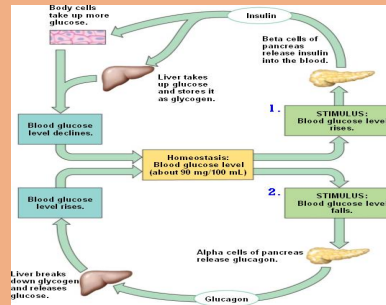 Body cells
take up more
glucose.
Insulin
Beta cells of
pancreas
release insulin
into the blood.
Liver takes
up glucose
and stores it
as glycogen.
1.
STIMULUS:
Blood glucose level
rises.
Blood glucose
level declines.
Homeostasis:
Blood glucose level
(about 90 mg/100 mL)
Blood glucose
level rises.
2.
STIMULUS:
Blood glucose level
falls.
Alpha cells of pancreas
release glucagon.
Liver breaks
down glycogen
and releases
glucose.
Glucagon